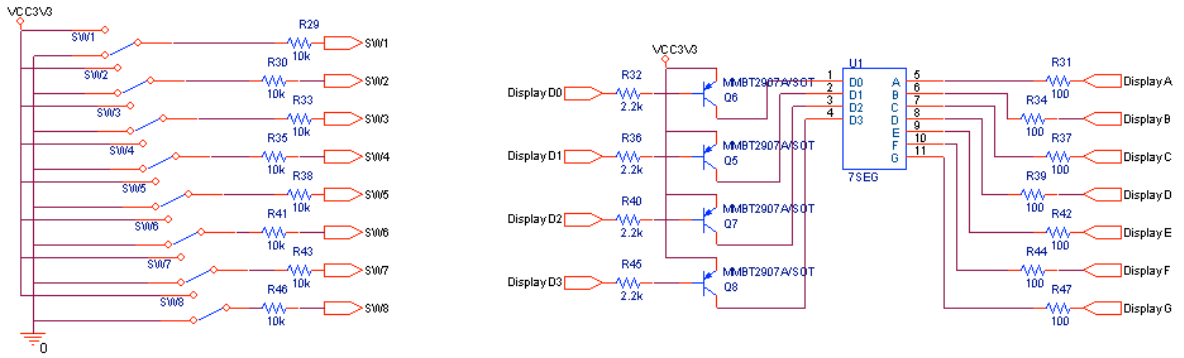 VCC3V3
SW1
R29
10k
SW1
SW2
R30
10k
SW2
SW3
R33
10k
SW3
SW4
R35
10k
SW4
SW5
R38
10k
SW5
SW6
R41
10k
SW6
SW7
R43
10k
SW7
SW8
R46
10k
SW8
0
VCC3V3
Display D0
R32
2.2k
MMBT2907A/SOT
Q6
Display D1
R36
2.2k
MMBT2907A/SOT
Q5
Display D2
R40
2.2k
MMBT2907A/SOT
Q7
Display D3
R45
2.2k
MMBT2907A/SOT
Q8
U1
1 D0 A 5
2 D1 B 6
3 D2 C 7
4 D3 D 8
E 9
F 10
G 11
7SEG
R31
100
Display A
R34
100
Display B
R37
100
Display C
R39
100
Display D
R42
100
Display E
R44
100
Display F
R47
100
Display G